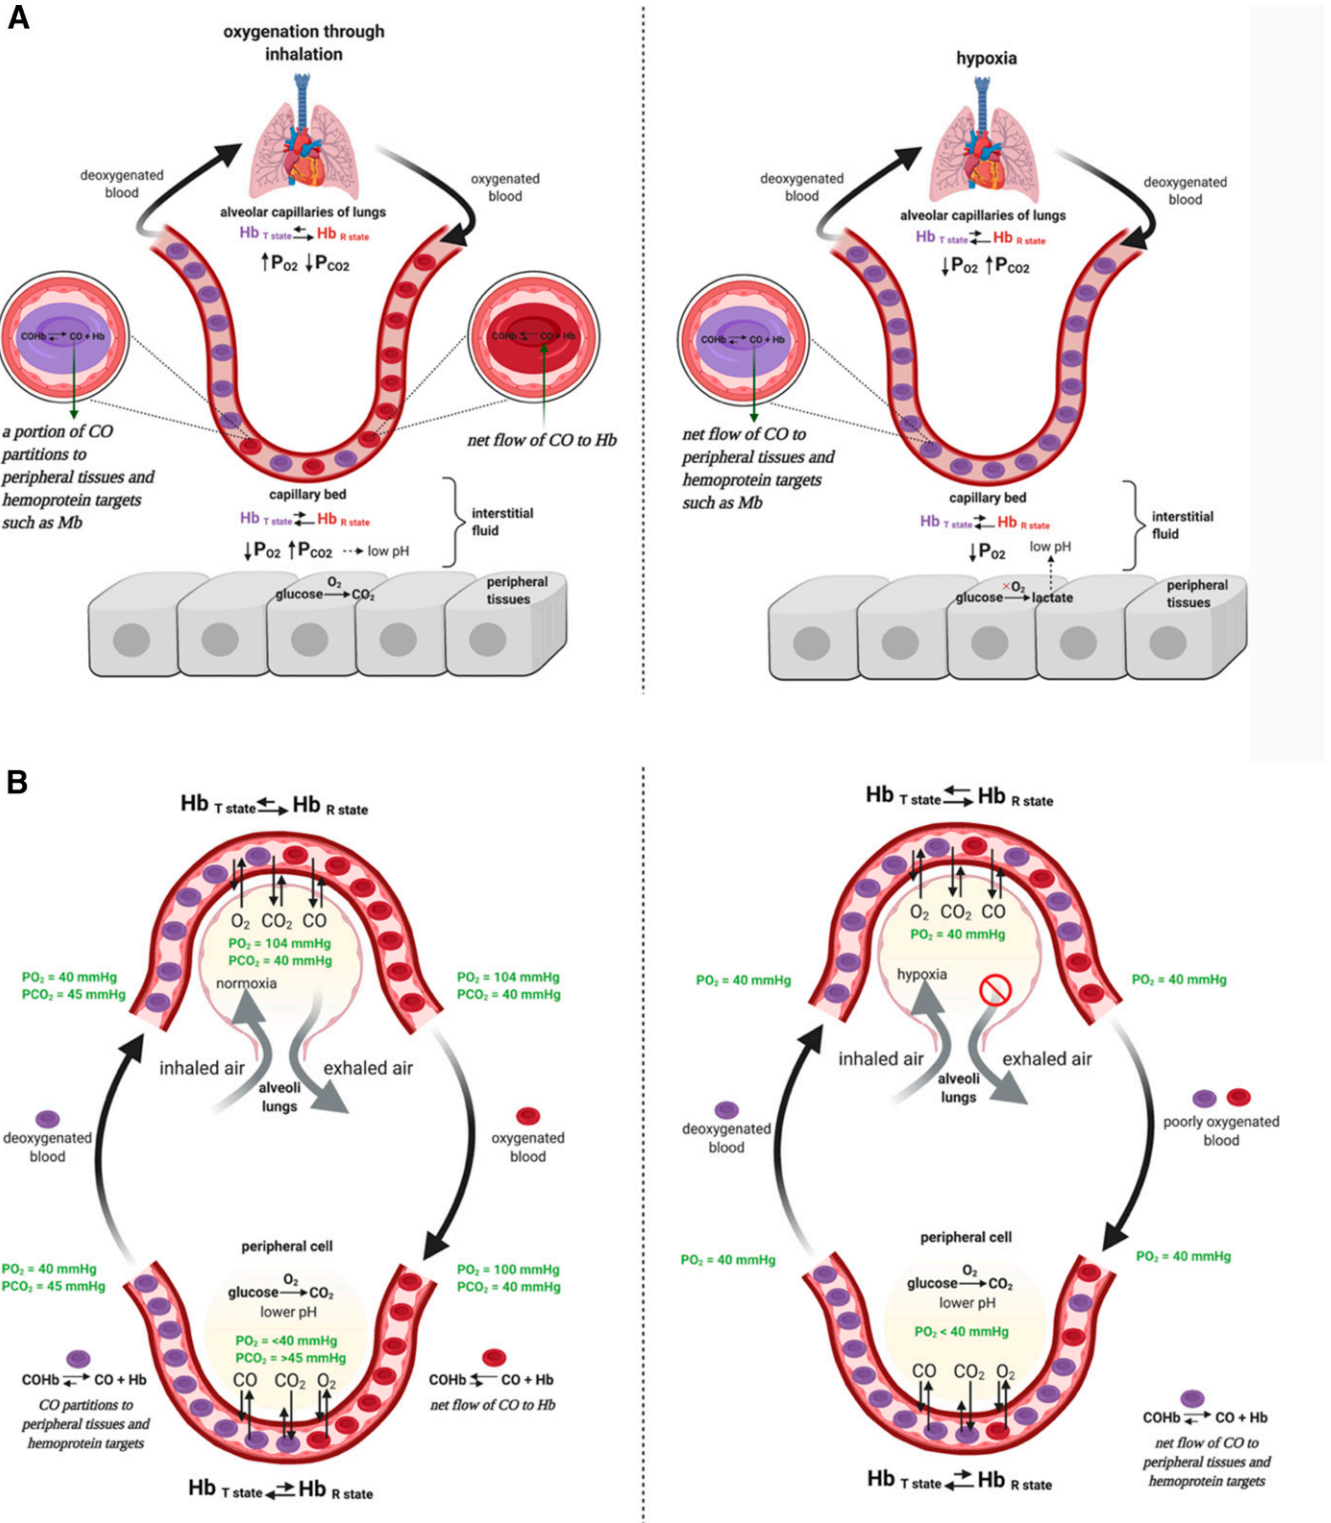 A
oxygenation through
inhalation
deoxygenated
blood
oxygenated
blood
alveolar capillaries of lungs
Hb T state Hb R state
↑PO2 ↓PCO2
COHb CO + Hb
COHb CO + Hb
a portion of CO
partitions to
peripheral tissues and
hemoprotein targets
such as Mb
net flow of CO to Hb
capillary bed
Hb T state Hb R state
↓PO2 ↑PCO2 ⇢ low pH
interstitial
fluid
O2
glucose → CO2
peripheral
tissues
hypoxia
deoxygenated
blood
deoxygenated
blood
alveolar capillaries of lungs
Hb T state Hb R state
↓PO2 ↑PCO2
COHb CO + Hb
net flow of CO to
peripheral tissues and
hemoprotein targets
such as Mb
capillary bed
Hb T state Hb R state
↓PO2
low pH
interstitial
fluid
×O2
glucose → lactate
peripheral
tissues
B
Hb T state Hb R state
O2 CO2 CO
PO2 = 104 mmHg
PCO2 = 40 mmHg
normoxia
PO2 = 40 mmHg
PCO2 = 45 mmHg
PO2 = 104 mmHg
PCO2 = 40 mmHg
inhaled air
exhaled air
alveoli
lungs
deoxygenated
blood
oxygenated
blood
peripheral cell
PO2 = 40 mmHg
PCO2 = 45 mmHg
PO2 = 100 mmHg
PCO2 = 40 mmHg
O2
glucose → CO2
lower pH
PO2 = <40 mmHg
PCO2 = >45 mmHg
CO CO2 O2
COHb CO + Hb
CO partitions to
peripheral tissues and
hemoprotein targets
COHb CO + Hb
net flow of CO to Hb
Hb T state Hb R state
Hb T state Hb R state
O2 CO2 CO
PO2 = 40 mmHg
hypoxia
PO2 = 40 mmHg
PO2 = 40 mmHg
inhaled air
exhaled air
alveoli
lungs
deoxygenated
blood
poorly oxygenated
blood
peripheral cell
PO2 = 40 mmHg
PO2 = 40 mmHg
O2
glucose → CO2
lower pH
PO2 < 40 mmHg
CO CO2 O2
COHb CO + Hb
net flow of CO to
peripheral tissues and
hemoprotein targets
Hb T state Hb R state